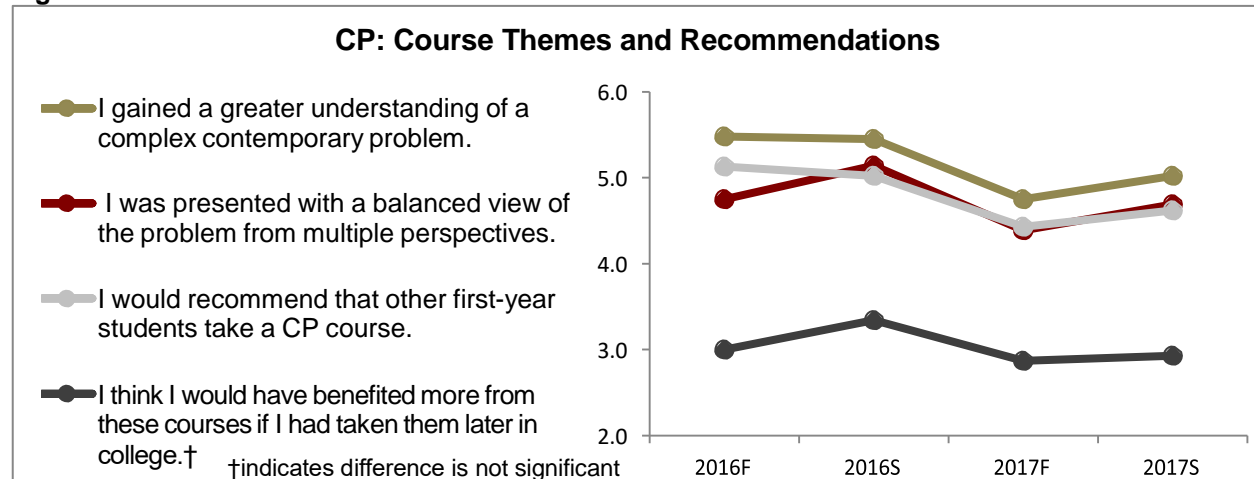 CP: Course Themes and Recommendations
I gained a greater understanding of a
complex contemporary problem.
I was presented with a balanced view of
the problem from multiple perspectives.
I would recommend that other first-year
students take a CP course.
I think I would have benefited more from
these courses if I had taken them later in
college.†
†indicates difference is not significant
6.0
5.0
4.0
3.0
2.0
2016F 2016S 2017F 2017S